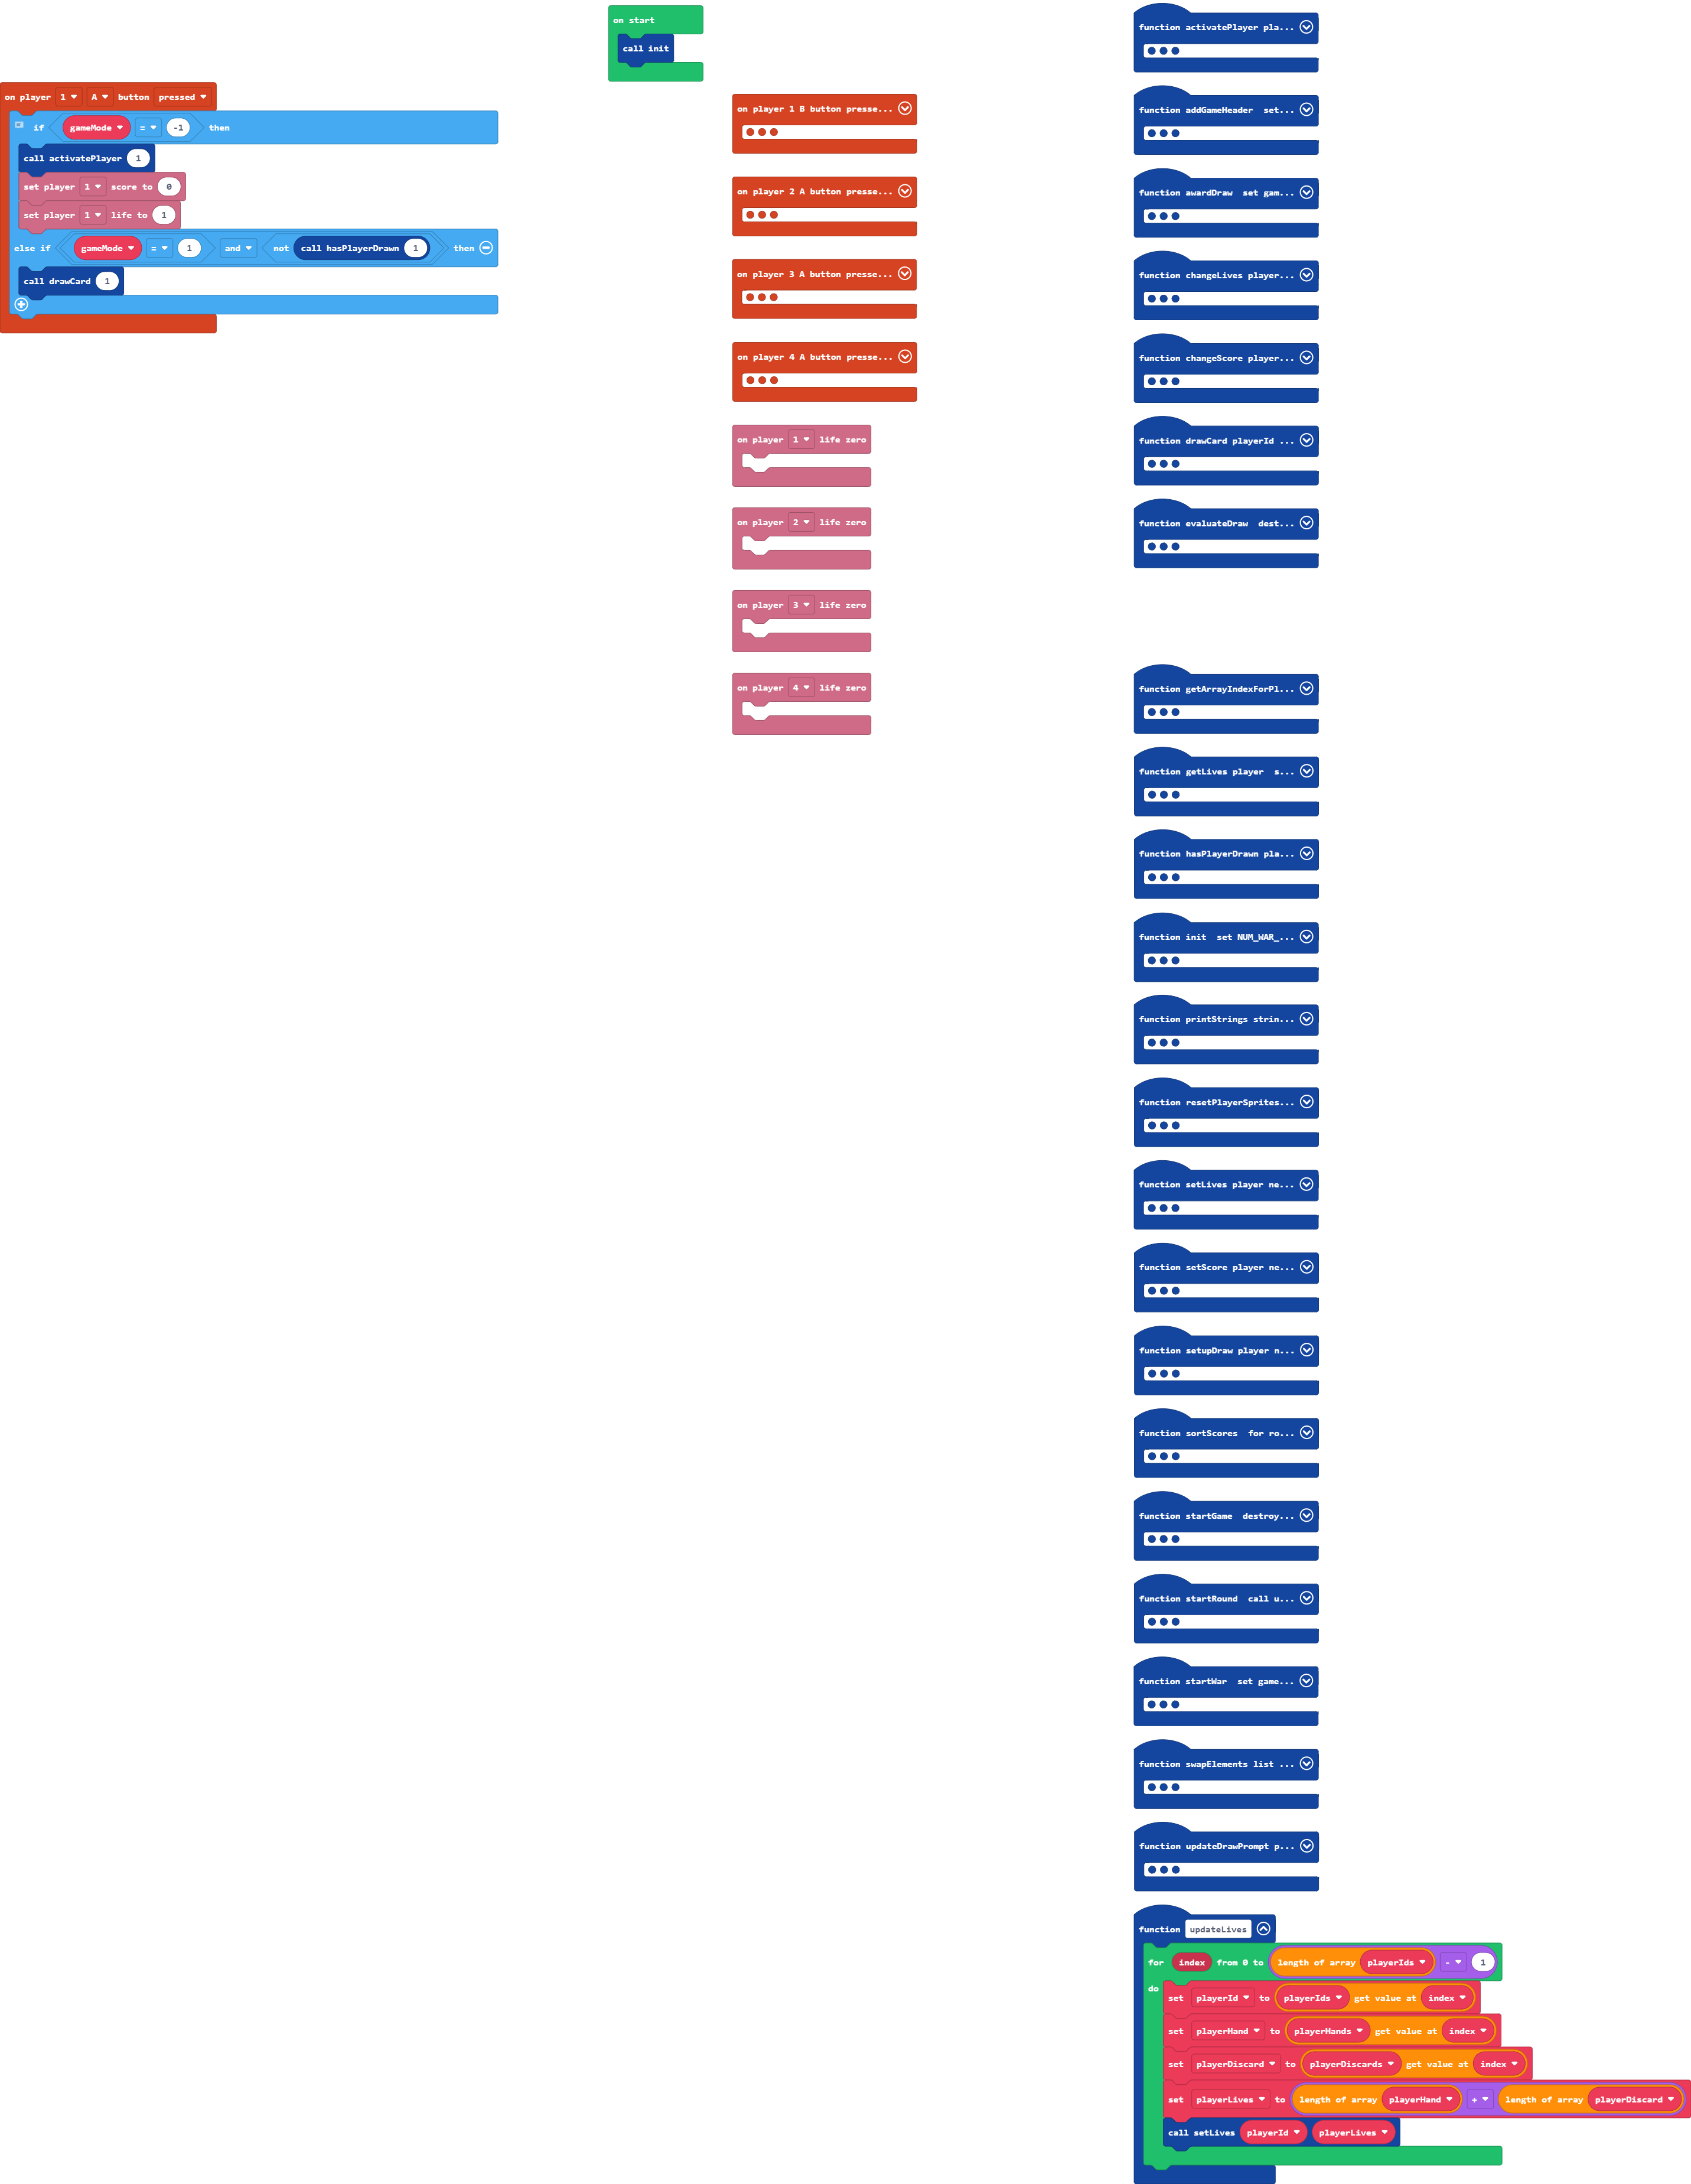 on start
call init
on player 1 A button pressed
if gameMode = -1 then
call activatePlayer 1
set player 1 score to 0
set player 1 life to 1
else if gameMode = 1 and not call hasPlayerDrawn 1 then
call drawCard 1
on player 1 B button presse...
on player 2 A button presse...
on player 3 A button presse...
on player 4 A button presse...
on player 1 life zero
on player 2 life zero
on player 3 life zero
on player 4 life zero
function activatePlayer pla...
function addGameHeader set...
function awardDraw set gam...
function changeLives player...
function changeScore player...
function drawCard playerId ...
function evaluateDraw dest...
function getArrayIndexForPl...
function getLives player s...
function hasPlayerDrawn pla...
function init set NUM_WAR_...
function printStrings strin...
function resetPlayerSprites...
function setLives player ne...
function setScore player ne...
function setupDraw player n...
function sortScores for ro...
function startGame destroy...
function startRound call u...
function startWar set game...
function swapElements list ...
function updateDrawPrompt p...
function updateLives
for index from 0 to length of array playerIds - 1
do
set playerId to playerIds get value at index
set playerHand to playerHands get value at index
set playerDiscard to playerDiscards get value at index
set playerLives to length of array playerHand + length of array playerDiscard
call setLives playerId playerLives